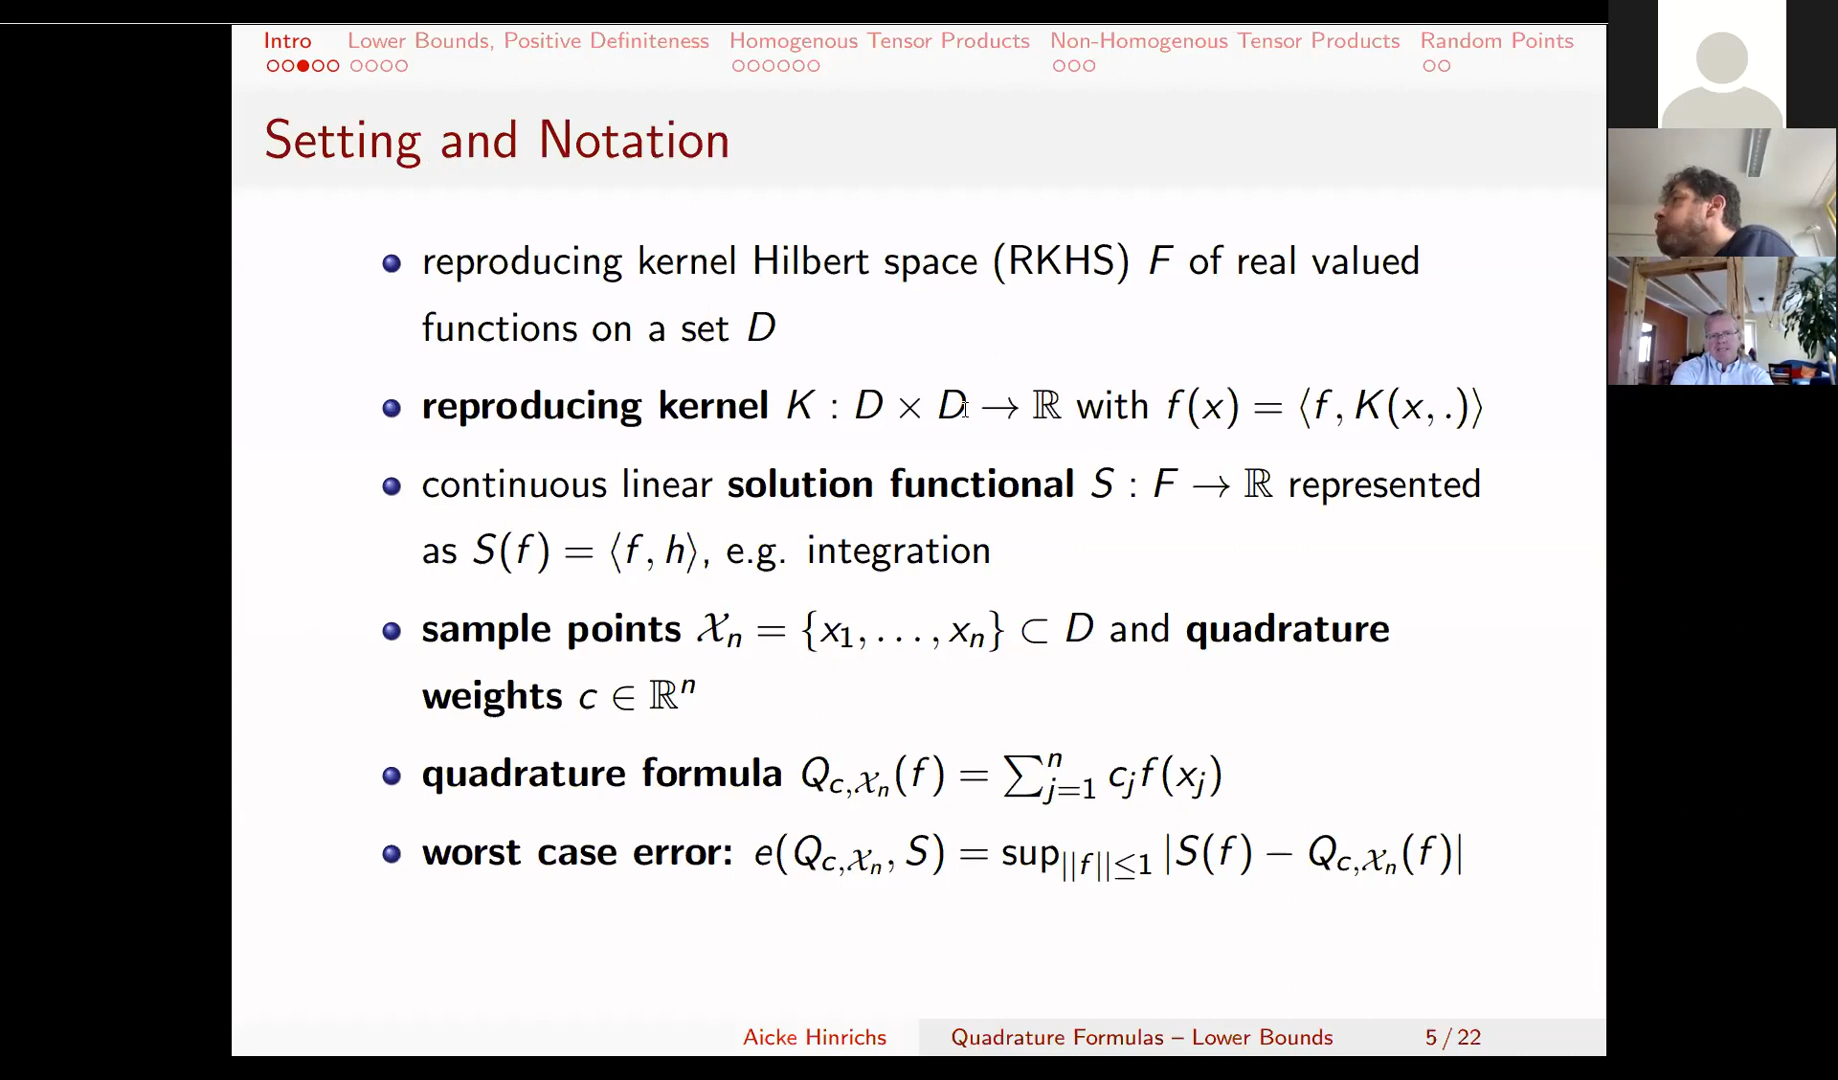 Intro Lower Bounds, Positive Definiteness Homogenous Tensor Products Non-Homogenous Tensor Products Random Points
Setting and Notation
reproducing kernel Hilbert space (RKHS) F of real valued
functions on a set D
reproducing kernel K : D × D → ℝ with f(x) = ⟨f, K(x, .)⟩
continuous linear solution functional S : F → ℝ represented
as S(f) = ⟨f, h⟩, e.g. integration
sample points 𝒳ₙ = {x₁, . . . , xₙ} ⊂ D and quadrature
weights c ∈ ℝⁿ
quadrature formula Q_{c,𝒳ₙ}(f) = ∑ⁿ_{j=1} c_j f(x_j)
worst case error: e(Q_{c,𝒳ₙ}, S) = sup_{||f||≤1} |S(f) − Q_{c,𝒳ₙ}(f)|
Aicke Hinrichs Quadrature Formulas – Lower Bounds 5 / 22